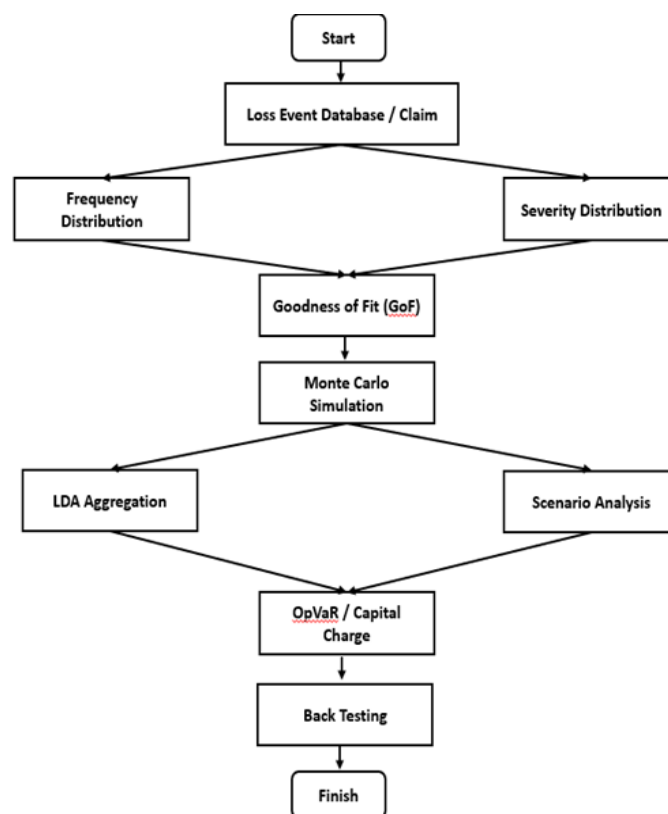 Start
Loss Event Database / Claim
Frequency
Distribution
Severity Distribution
Goodness of Fit (GoF)
Monte Carlo
Simulation
LDA Aggregation
Scenario Analysis
OpVaR / Capital
Charge
Back Testing
Finish